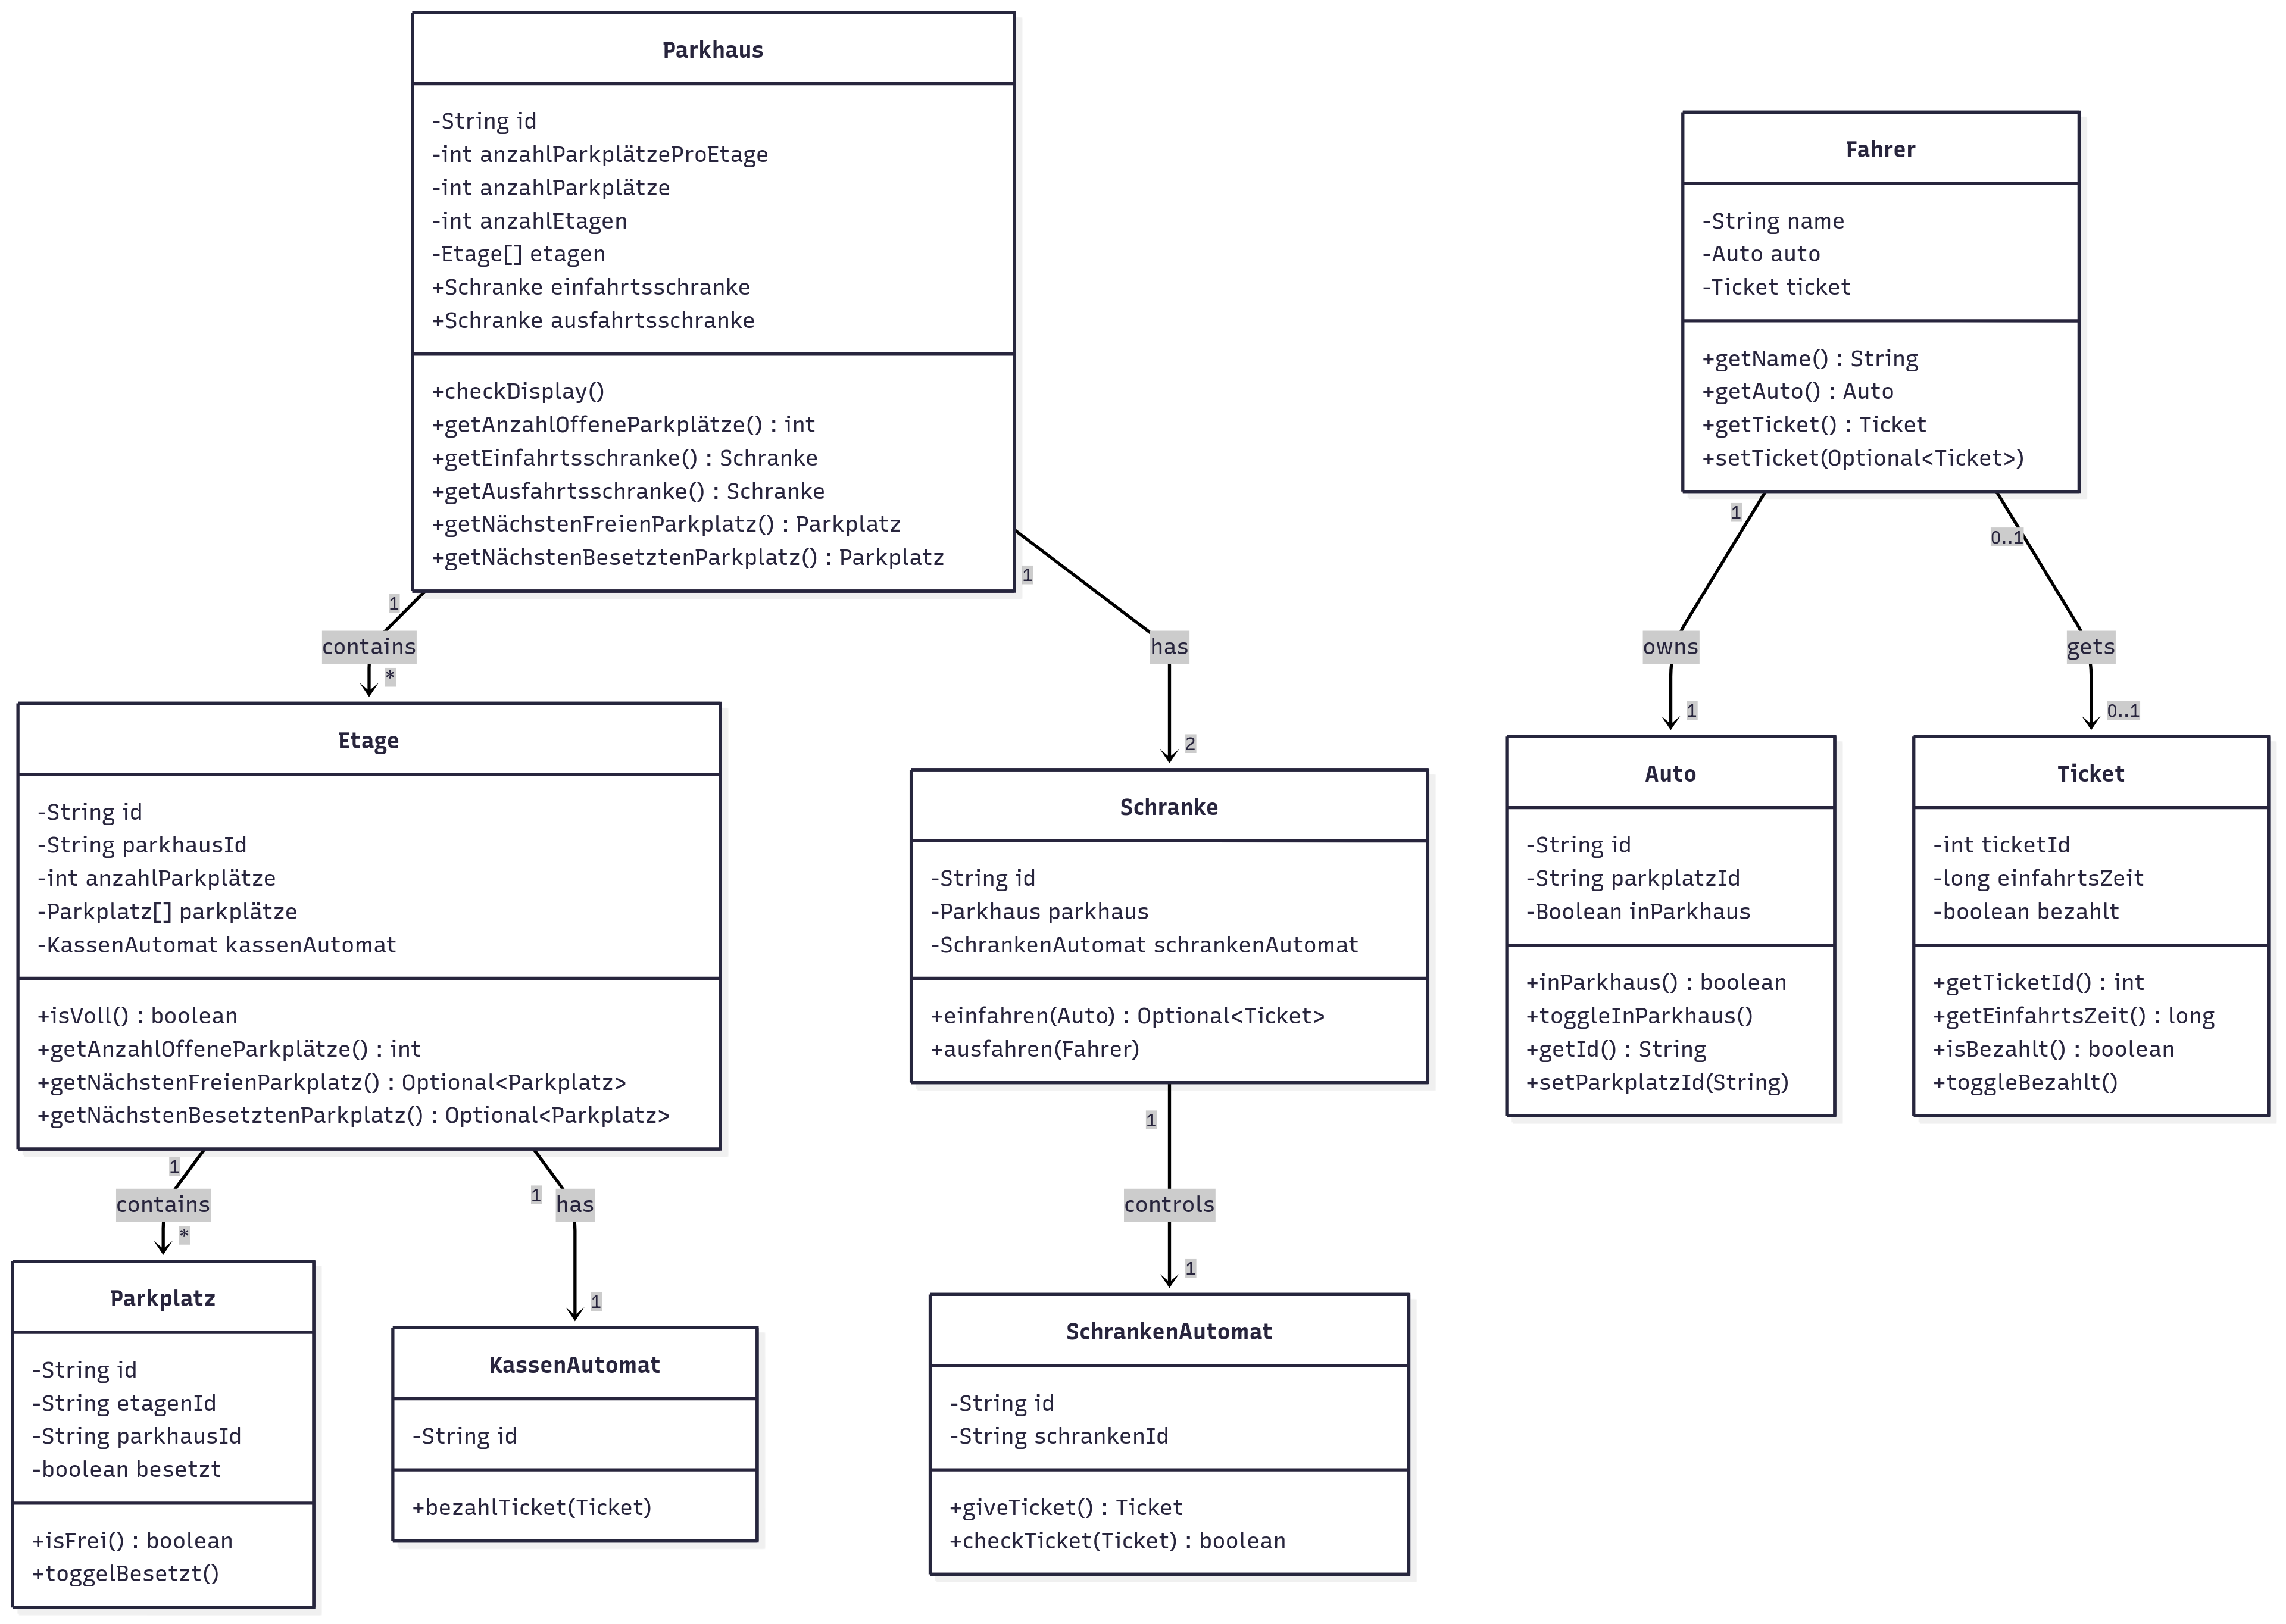 Parkhaus
-String id
-int anzahlParkplätzeProEtage
-int anzahlParkplätze
-int anzahlEtagen
-Etage[] etagen
+Schranke einfahrtsschranke
+Schranke ausfahrtsschranke
+checkDisplay()
+getAnzahlOffeneParkplätze() : int
+getEinfahrtsschranke() : Schranke
+getAusfahrtsschranke() : Schranke
+getNächstenFreienParkplatz() : Parkplatz
+getNächstenBesetztenParkplatz() : Parkplatz
Fahrer
-String name
-Auto auto
-Ticket ticket
+getName() : String
+getAuto() : Auto
+getTicket() : Ticket
+setTicket(Optional<Ticket>)
1
contains
*
1
has
2
1
owns
1
0..1
gets
0..1
Etage
-String id
-String parkhausId
-int anzahlParkplätze
-Parkplatz[] parkplätze
-KassenAutomat kassenAutomat
+isVoll() : boolean
+getAnzahlOffeneParkplätze() : int
+getNächstenFreienParkplatz() : Optional<Parkplatz>
+getNächstenBesetztenParkplatz() : Optional<Parkplatz>
Schranke
-String id
-Parkhaus parkhaus
-SchrankenAutomat schrankenAutomat
+einfahren(Auto) : Optional<Ticket>
+ausfahren(Fahrer)
Auto
-String id
-String parkplatzId
-Boolean inParkhaus
+inParkhaus() : boolean
+toggleInParkhaus()
+getId() : String
+setParkplatzId(String)
Ticket
-int ticketId
-long einfahrtsZeit
-boolean bezahlt
+getTicketId() : int
+getEinfahrtsZeit() : long
+isBezahlt() : boolean
+toggleBezahlt()
1
contains
*
1
has
1
1
controls
1
Parkplatz
-String id
-String etagenId
-String parkhausId
-boolean besetzt
+isFrei() : boolean
+toggelBesetzt()
KassenAutomat
-String id
+bezahlTicket(Ticket)
SchrankenAutomat
-String id
-String schrankenId
+giveTicket() : Ticket
+checkTicket(Ticket) : boolean